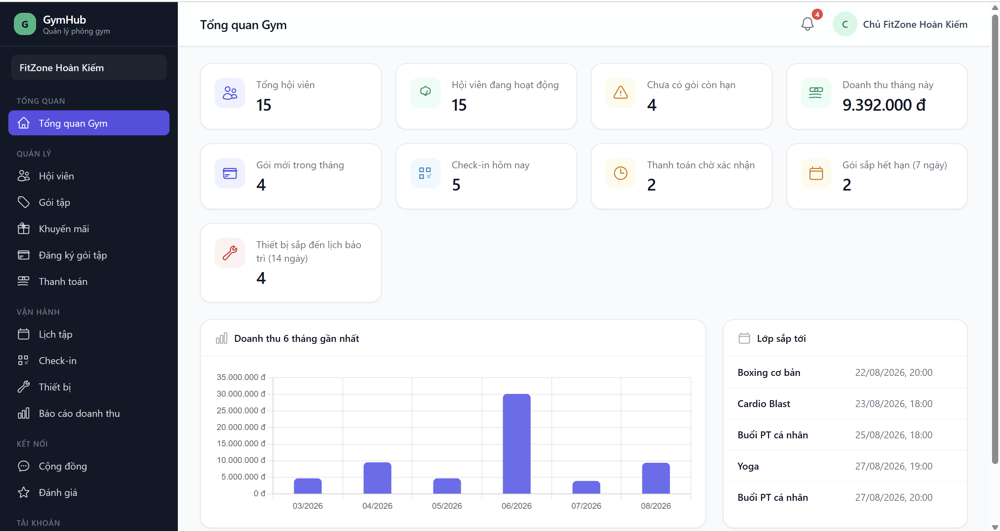 G
GymHub
Quản lý phòng gym
FitZone Hoàn Kiếm
TỔNG QUAN
Tổng quan Gym
QUẢN LÝ
Hội viên
Gói tập
Khuyến mãi
Đăng ký gói tập
Thanh toán
VẬN HÀNH
Lịch tập
Check-in
Thiết bị
Báo cáo doanh thu
KẾT NỐI
Cộng đồng
Đánh giá
TÀI KHOẢN
Tổng quan Gym
4
C
Chủ FitZone Hoàn Kiếm
Tổng hội viên
15
Hội viên đang hoạt động
15
Chưa có gói còn hạn
4
Doanh thu tháng này
9.392.000 đ
Gói mới trong tháng
4
Check-in hôm nay
5
Thanh toán chờ xác nhận
2
Gói sắp hết hạn (7 ngày)
2
Thiết bị sắp đến lịch bảo
trì (14 ngày)
4
Doanh thu 6 tháng gần nhất
35.000.000 đ
30.000.000 đ
25.000.000 đ
20.000.000 đ
15.000.000 đ
10.000.000 đ
5.000.000 đ
0 đ
03/2026 04/2026 05/2026 06/2026 07/2026 08/2026
Lớp sắp tới
Boxing cơ bản 22/08/2026, 20:00
Cardio Blast 23/08/2026, 18:00
Buổi PT cá nhân 25/08/2026, 18:00
Yoga 27/08/2026, 19:00
Buổi PT cá nhân 27/08/2026, 20:00